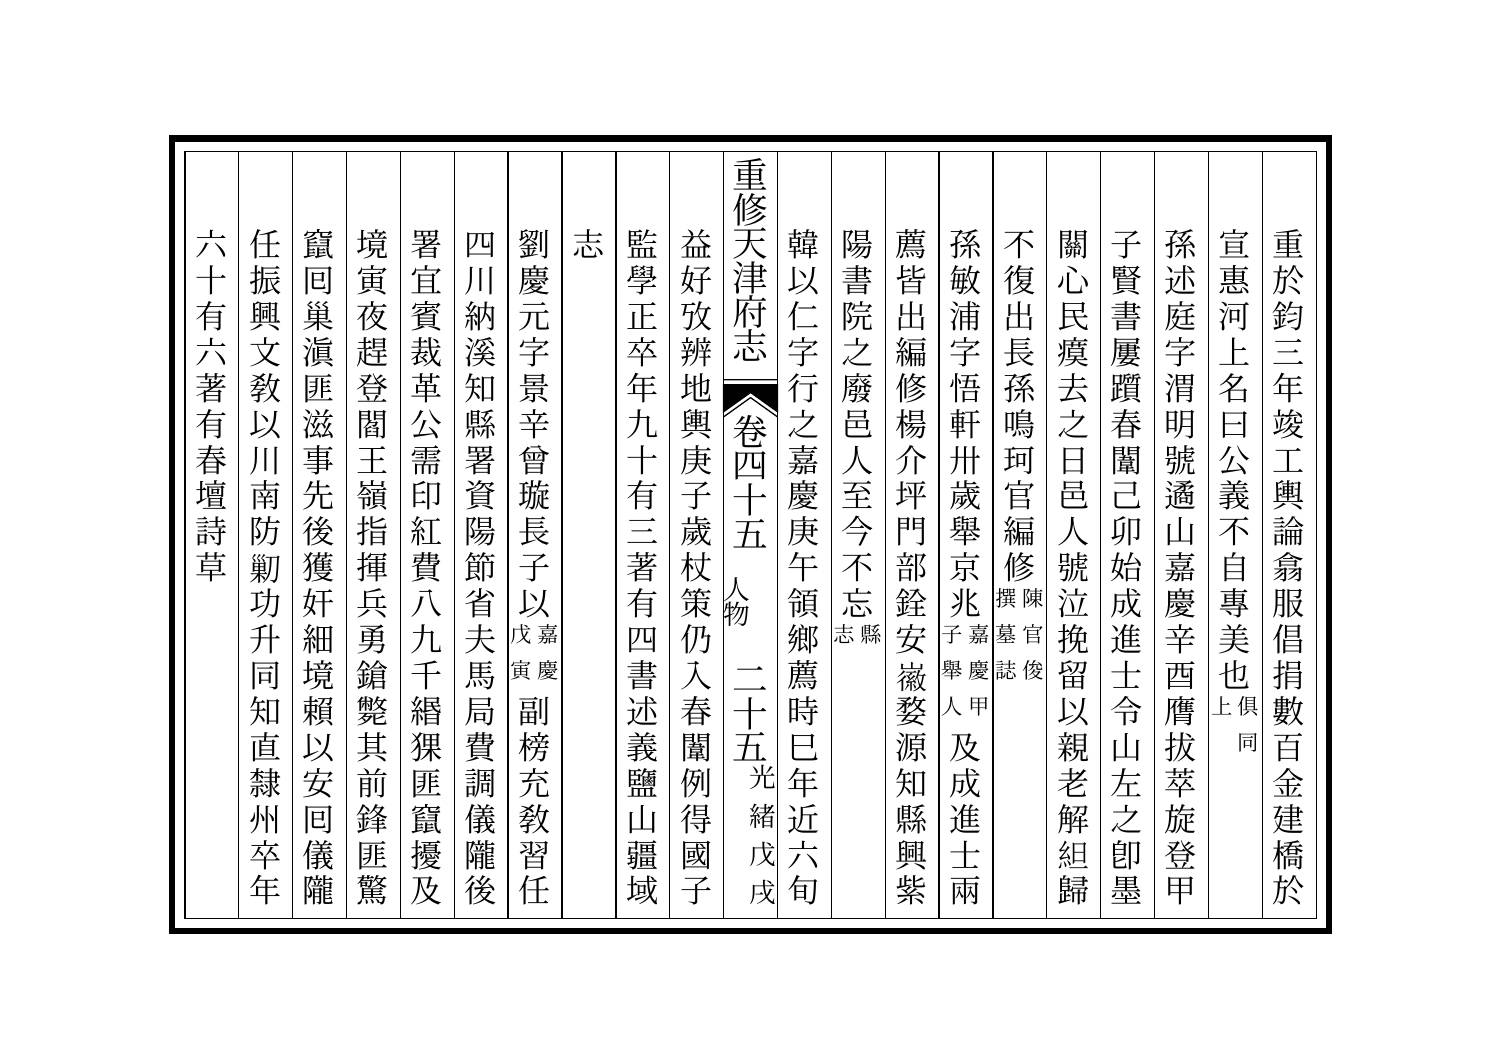 重於鈞三年竣工輿論翕服倡捐數百金建橋於
宣惠河上名曰公義不自專美也俱同上
孫述庭字渭明號遹山嘉慶辛酉膺拔萃旋登甲
子賢書屢躓春闈己卯始成進士令山左之卽墨
關心民瘼去之日邑人號泣挽留以親老解組歸
不復出長孫鳴珂官編修陳官俊撰墓誌
孫敏浦字悟軒卅歲舉京兆嘉慶甲子舉人及成進士兩
薦皆出編修楊介坪門部銓安徽婺源知縣興紫
陽書院之廢邑人至今不忘縣志
韓以仁字行之嘉慶庚午領鄉薦時巳年近六旬
重修天津府志 卷四十五 人物 二十五 光緒戊戌
益好攷辨地輿庚子歲杖策仍入春闈例得國子
監學正卒年九十有三著有四書述義鹽山疆域
志
劉慶元字景辛曾璇長子以嘉慶戊寅副榜充敎習任
四川納溪知縣署資陽節省夫馬局費調儀隴後
署宜賓裁革公需印紅費八九千緡猓匪竄擾及
境寅夜趕登閻王嶺指揮兵勇鎗斃其前鋒匪驚
竄囘巢滇匪滋事先後獲奸細境賴以安囘儀隴
任振興文敎以川南防剿功升同知直隸州卒年
六十有六著有春壇詩草